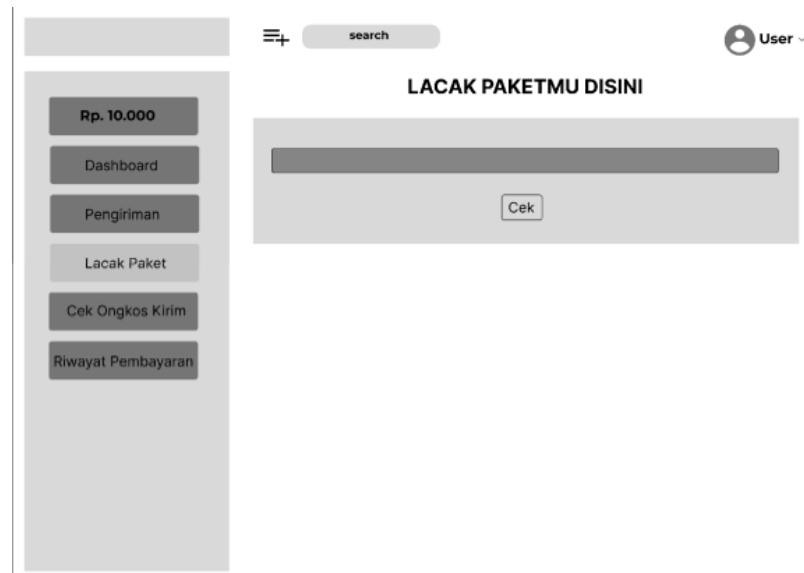 search
User
LACAK PAKETMU DISINI
Rp. 10.000
Dashboard
Pengiriman
Lacak Paket
Cek Ongkos Kirim
Riwayat Pembayaran
Cek